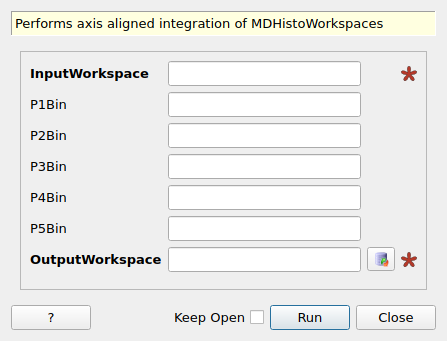 Performs axis aligned integration of MDHistoWorkspaces
InputWorkspace
P1Bin
P2Bin
P3Bin
P4Bin
P5Bin
OutputWorkspace
? Keep Open Run Close